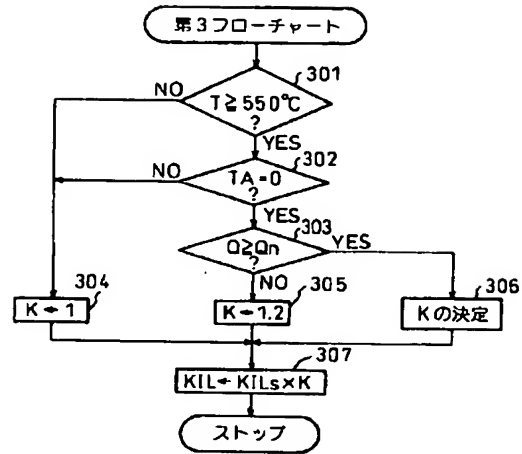 第3フローチャート
301
NO
T≧550℃
?
YES
302
NO
TA=0
?
YES
303
Q≧Qn
?
YES
NO
304
K←1
305
K←1.2
306
Kの決定
307
KIL←KILs×K
ストップ